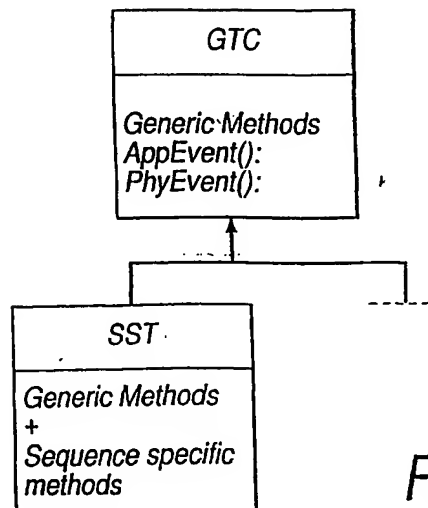 GTC
Generic Methods
AppEvent():
PhyEvent():
SST
Generic Methods
+
Sequence specific
methods
F